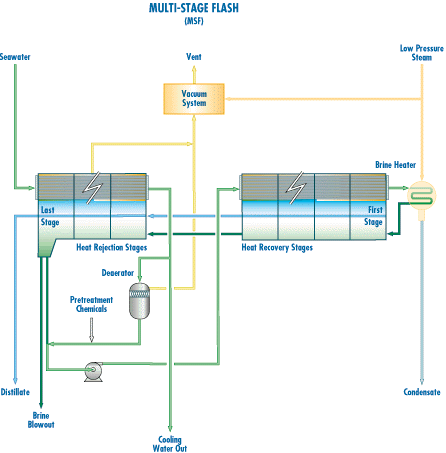 MULTI-STAGE FLASH
(MSF)
Seawater
Vent
Low Pressure
Steam
Vacuum
System
Brine Heater
Last
Stage
First
Stage
Heat Rejection Stages
Heat Recovery Stages
Deaerator
Pretreatment
Chemicals
Distillate
Brine
Blowout
Cooling
Water Out
Condensate